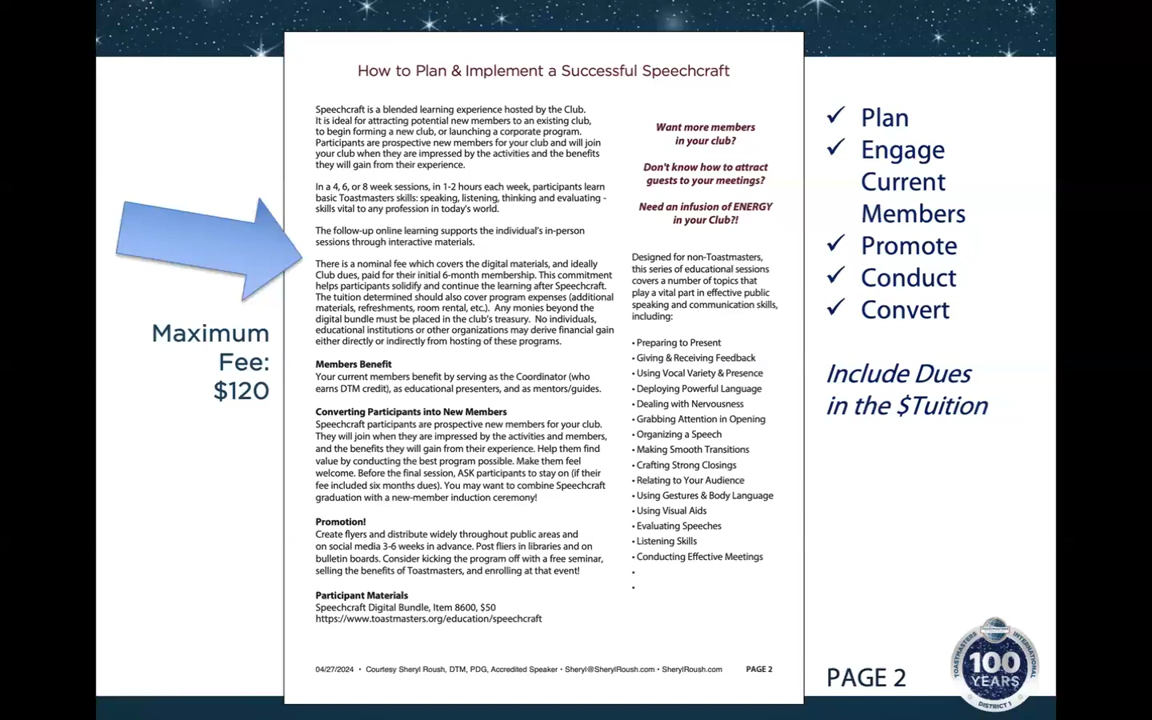 How to Plan & Implement a Successful Speechcraft
Speechcraft is a blended learning experience hosted by the Club.
It is ideal for attracting potential new members to an existing club,
to begin forming a new club, or launching a corporate program.
Participants are prospective new members for your club and will join
your club when they are impressed by the activities and the benefits
they will gain from their experience.
In a 4, 6, or 8 week sessions, in 1-2 hours each week, participants learn
basic Toastmasters skills: speaking, listening, thinking and evaluating -
skills vital to any profession in today's world.
The follow-up online learning supports the individual's in-person
sessions through interactive materials.
There is a nominal fee which covers the digital materials, and ideally
Club dues, paid for their initial 6-month membership. This commitment
helps participants solidify and continue the learning after Speechcraft.
The tuition determined should also cover program expenses (additional
materials, refreshments, room rental, etc.). Any monies beyond the
digital bundle must be placed in the club's treasury. No individuals,
educational institutions or other organizations may derive financial gain
either directly or indirectly from hosting of these programs.
Members Benefit
Your current members benefit by serving as the Coordinator (who
earns DTM credit), as educational presenters, and as mentors/guides.
Converting Participants into New Members
Speechcraft participants are prospective new members for your club.
They will join when they are impressed by the activities and members,
and the benefits they will gain from their experience. Help them find
value by conducting the best program possible. Make them feel
welcome. Before the final session, ASK participants to stay on (if their
fee included six months dues). You may want to combine Speechcraft
graduation with a new-member induction ceremony!
Promotion!
Create flyers and distribute widely throughout public areas and
on social media 3-6 weeks in advance. Post fliers in libraries and on
bulletin boards. Consider kicking the program off with a free seminar,
selling the benefits of Toastmasters, and enrolling at that event!
Participant Materials
Speechcraft Digital Bundle, Item 8600, $50
https://www.toastmasters.org/education/speechcraft
Want more members
in your club?
Don't know how to attract
guests to your meetings?
Need an infusion of ENERGY
in your Club?!
Designed for non-Toastmasters,
this series of educational sessions
covers a number of topics that
play a vital part in effective public
speaking and communication skills,
including:
• Preparing to Present
• Giving & Receiving Feedback
• Using Vocal Variety & Presence
• Deploying Powerful Language
• Dealing with Nervousness
• Grabbing Attention in Opening
• Organizing a Speech
• Making Smooth Transitions
• Crafting Strong Closings
• Relating to Your Audience
• Using Gestures & Body Language
• Using Visual Aids
• Evaluating Speeches
• Listening Skills
• Conducting Effective Meetings
•
•
04/27/2024 • Courtesy Sheryl Roush, DTM, PDG, Accredited Speaker • Sheryl@SherylRoush.com • SherylRoush.com PAGE 2
Maximum
Fee:
$120
✓ Plan
✓ Engage
Current
Members
✓ Promote
✓ Conduct
✓ Convert
Include Dues
in the $Tuition
PAGE 2
TOASTMASTERS INTERNATIONAL
100
YEARS
DISTRICT 1